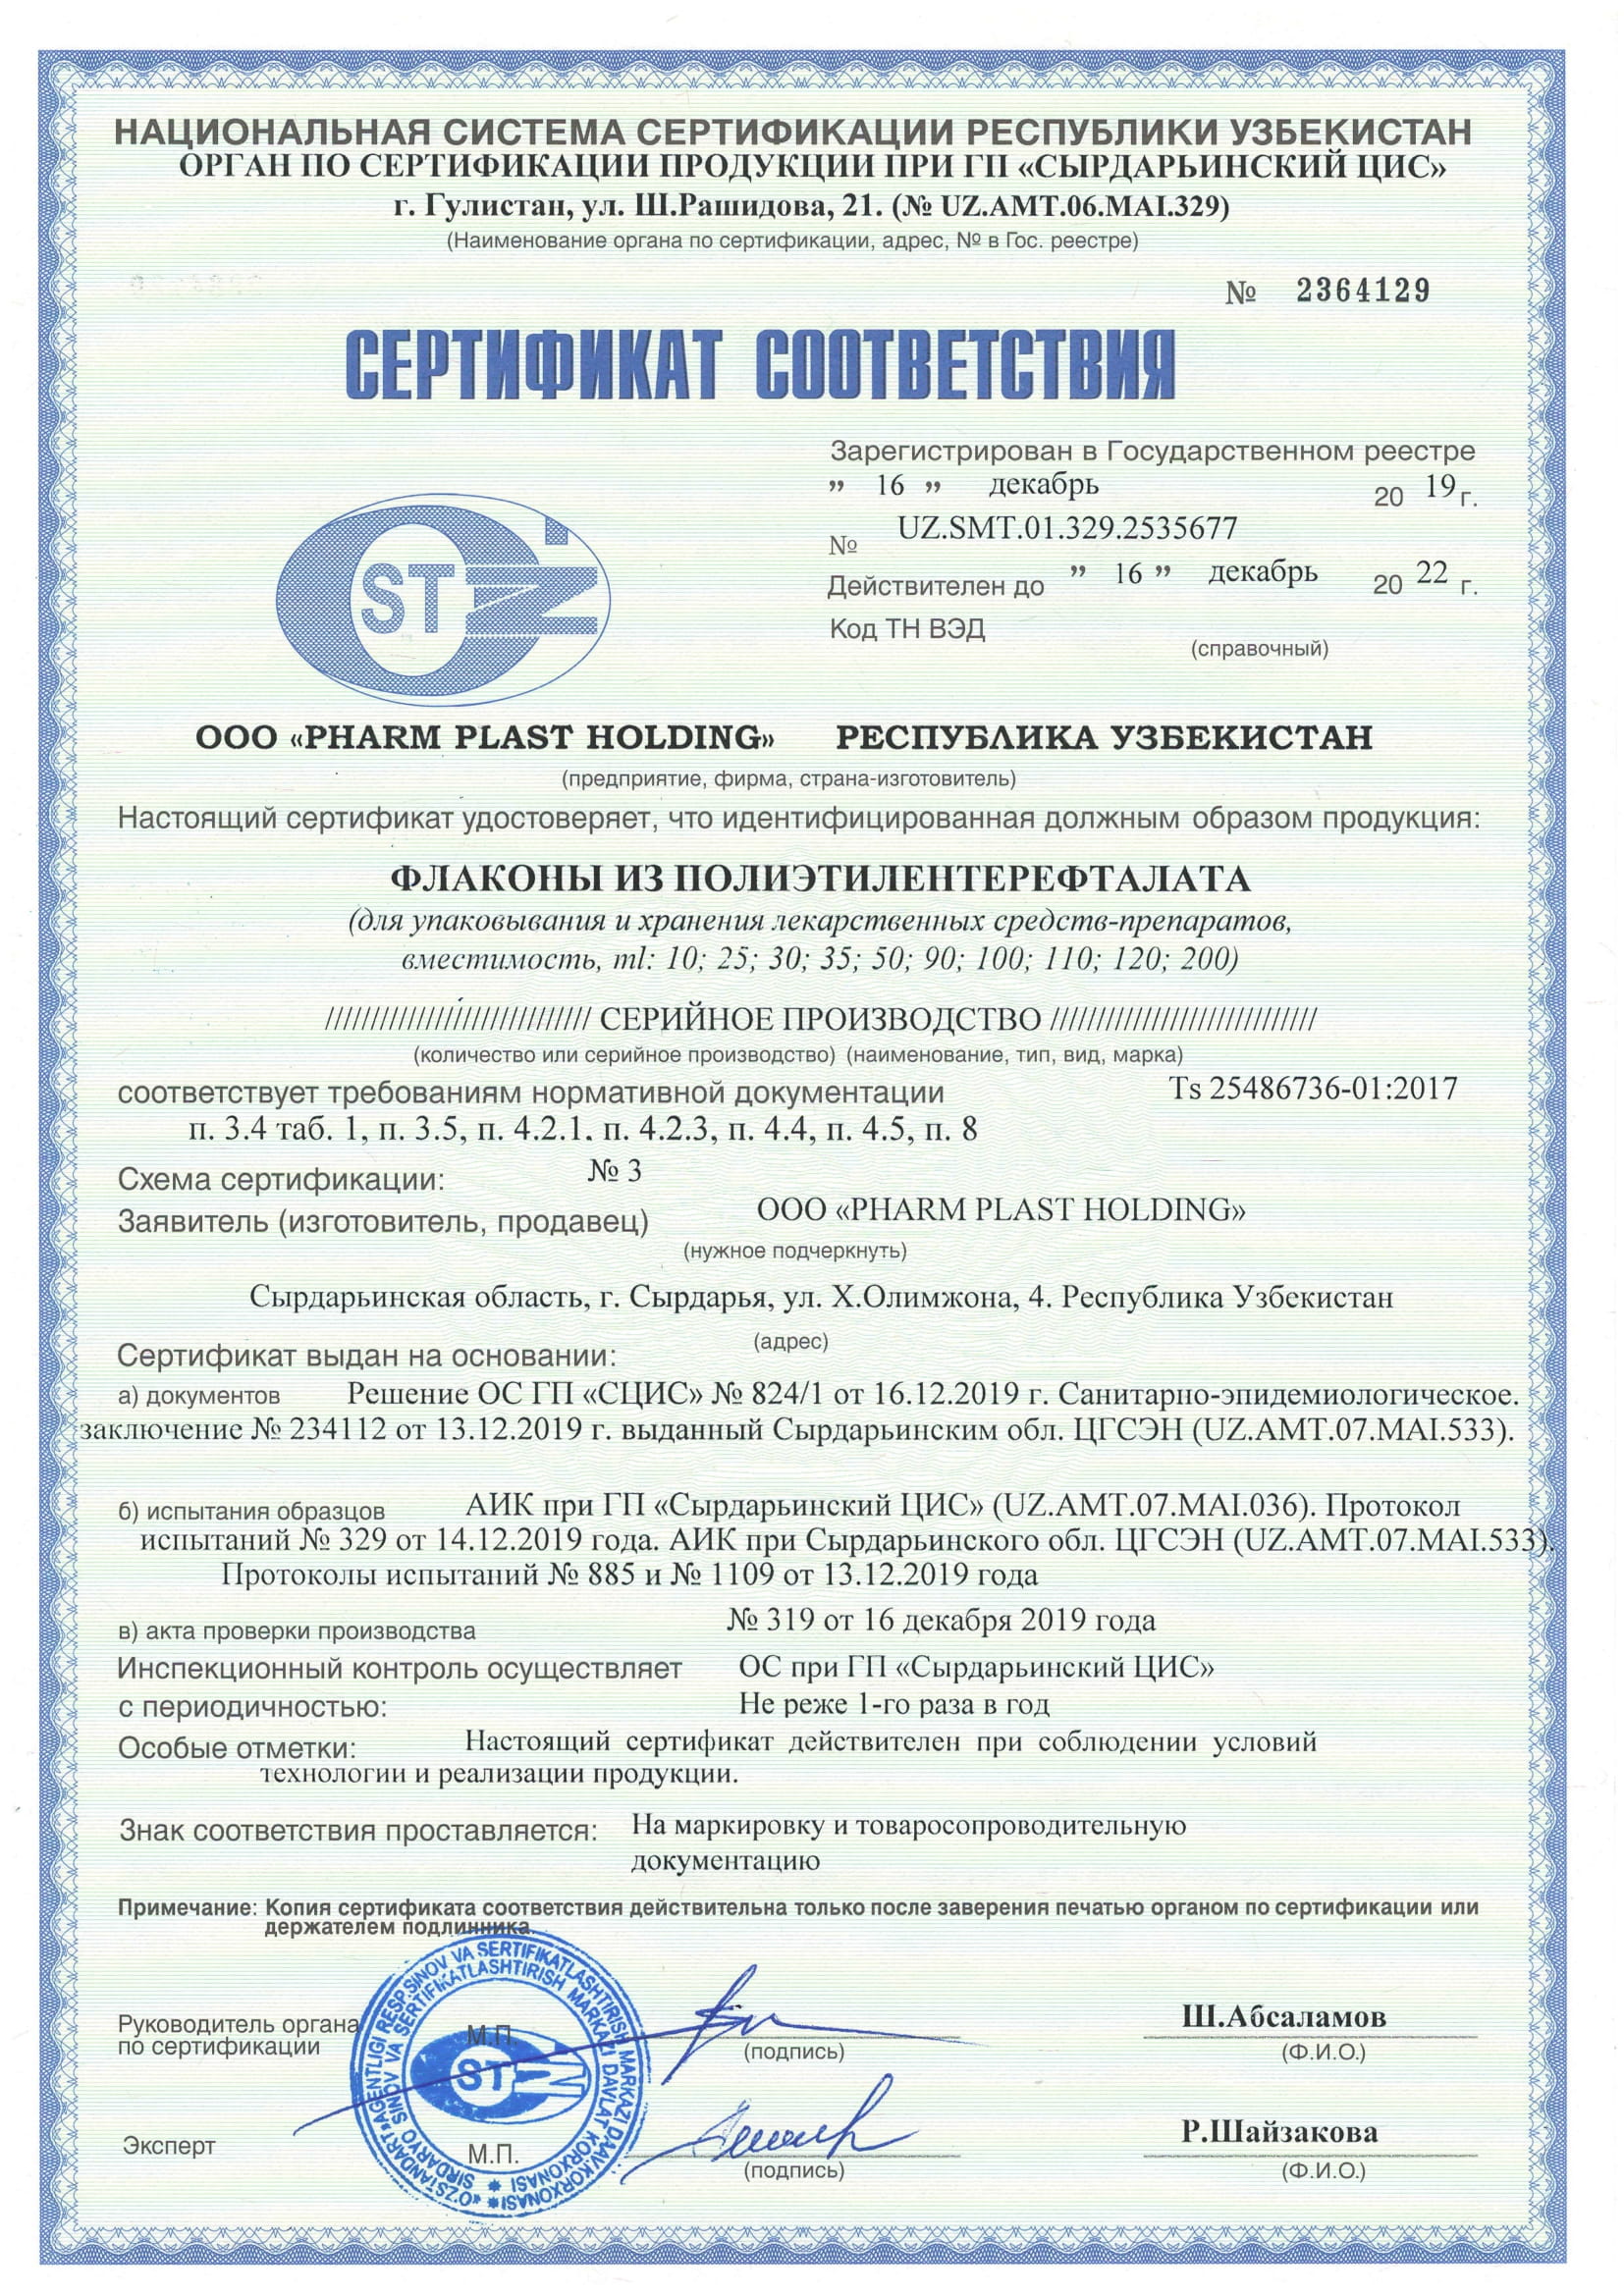 НАЦИОНАЛЬНАЯ СИСТЕМА СЕРТИФИКАЦИИ РЕСПУБЛИКИ УЗБЕКИСТАН
ОРГАН ПО СЕРТИФИКАЦИИ ПРОДУКЦИИ ПРИ ГП «СЫРДАРЬИНСКИЙ ЦИС»
г. Гулистан, ул. Ш.Рашидова, 21. (№ UZ.AMT.06.MAI.329)
(Наименование органа по сертификации, адрес, № в Гос. реестре)
№ 2364129
СЕРТИФИКАТ СООТВЕТСТВИЯ
Зарегистрирован в Государственном реестре
” 16 ” декабрь 20 19 г.
№ UZ.SMT.01.329.2535677
Действителен до ” 16 ” декабрь 20 22 г.
Код ТН ВЭД
(справочный)
ST
ООО «PHARM PLAST HOLDING» РЕСПУБЛИКА УЗБЕКИСТАН
(предприятие, фирма, страна-изготовитель)
Настоящий сертификат удостоверяет, что идентифицированная должным образом продукция:
ФЛАКОНЫ ИЗ ПОЛИЭТИЛЕНТЕРЕФТАЛАТА
(для упаковывания и хранения лекарственных средств-препаратов,
вместимость, ml: 10; 25; 30; 35; 50; 90; 100; 110; 120; 200)
///////////////////////////// СЕРИЙНОЕ ПРОИЗВОДСТВО /////////////////////////////
(количество или серийное производство) (наименование, тип, вид, марка)
соответствует требованиям нормативной документации Ts 25486736-01:2017
п. 3.4 таб. 1, п. 3.5, п. 4.2.1. п. 4.2.3, п. 4.4, п. 4.5, п. 8
Схема сертификации: № 3
Заявитель (изготовитель, продавец) ООО «PHARM PLAST HOLDING»
(нужное подчеркнуть)
Сырдарьинская область, г. Сырдарья, ул. Х.Олимжона, 4. Республика Узбекистан
(адрес)
Сертификат выдан на основании:
а) документов Решение ОС ГП «СЦИС» № 824/1 от 16.12.2019 г. Санитарно-эпидемиологическое.
заключение № 234112 от 13.12.2019 г. выданный Сырдарьинским обл. ЦГСЭН (UZ.AMT.07.MAI.533).
б) испытания образцов АИК при ГП «Сырдарьинский ЦИС» (UZ.AMT.07.MAI.036). Протокол
испытаний № 329 от 14.12.2019 года. АИК при Сырдарьинского обл. ЦГСЭН (UZ.AMT.07.MAI.533).
Протоколы испытаний № 885 и № 1109 от 13.12.2019 года
в) акта проверки производства № 319 от 16 декабря 2019 года
Инспекционный контроль осуществляет ОС при ГП «Сырдарьинский ЦИС»
с периодичностью: Не реже 1-го раза в год
Особые отметки: Настоящий сертификат действителен при соблюдении условий
технологии и реализации продукции.
Знак соответствия проставляется: На маркировку и товаросопроводительную
документацию
Примечание: Копия сертификата соответствия действительна только после заверения печатью органом по сертификации или
держателем подлинника.
Руководитель органа
по сертификации
М.П.
(подпись)
Ш.Абсаламов
(Ф.И.О.)
Эксперт
М.П.
(подпись)
Р.Шайзакова
(Ф.И.О.)
SINOV VA SERTIFIKATLASHTIRISH MARKAZI
SIRDARYO SINOV VA SERTIFIKATLASHTIRISH MARKAZI DAVLAT KORXONASI
ST